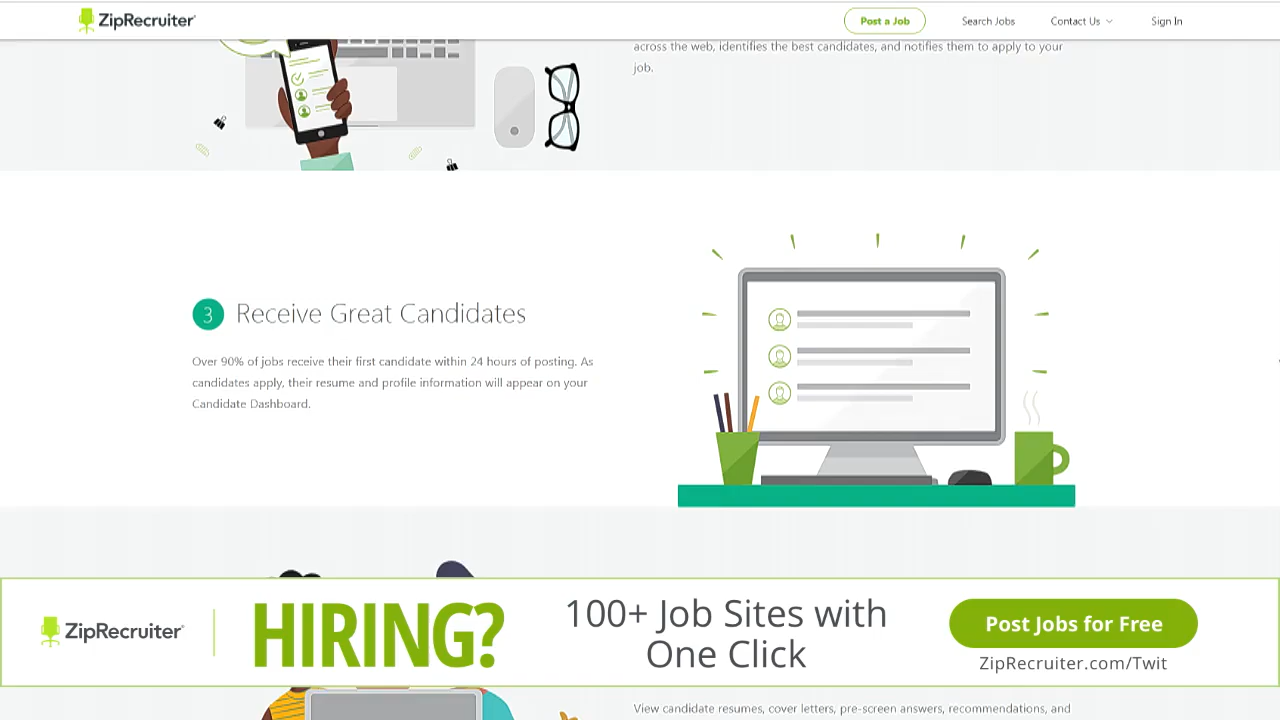 ZipRecruiter
Post a Job
Search Jobs
Contact Us
Sign In
across the web, identifies the best candidates, and notifies them to apply to your
job.
3
Receive Great Candidates
Over 90% of jobs receive their first candidate within 24 hours of posting. As
candidates apply, their resume and profile information will appear on your
Candidate Dashboard.
ZipRecruiter
HIRING?
100+ Job Sites with
One Click
Post Jobs for Free
ZipRecruiter.com/Twit
View candidate resumes, cover letters, pre-screen answers, recommendations, and